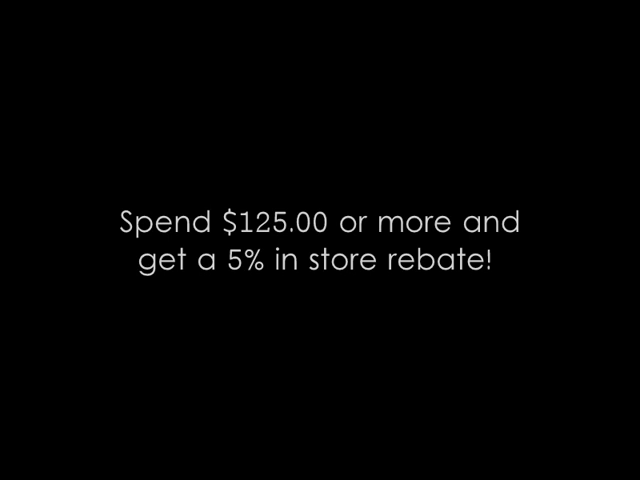 Spend $125.00 or more and
get a 5% in store rebate!